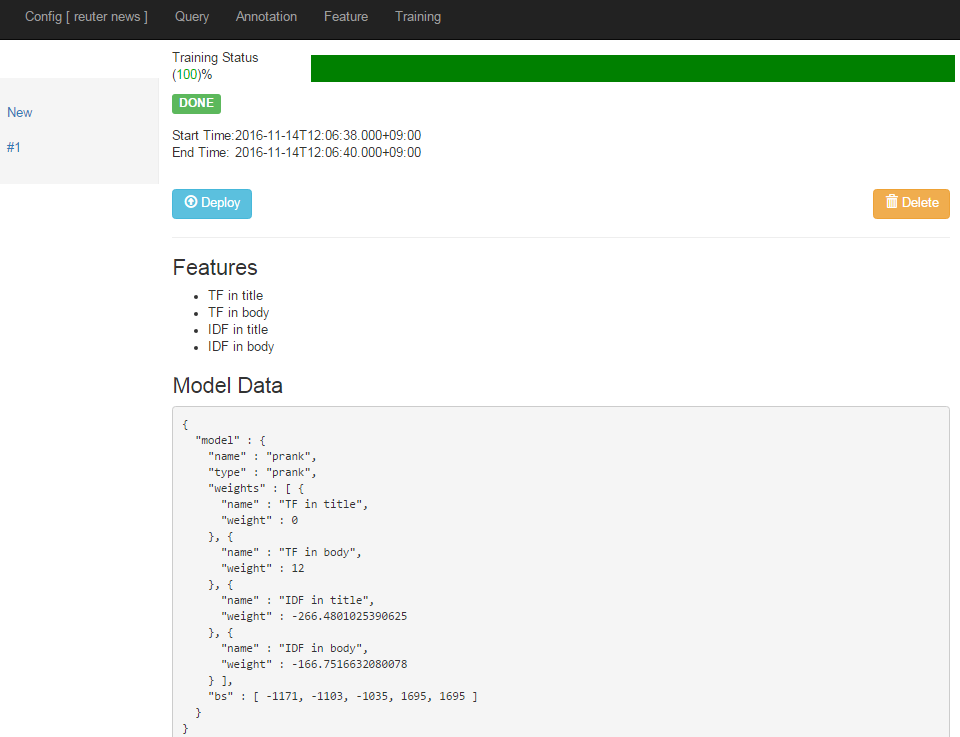 Config [ reuter news ] Query Annotation Feature Training
Training Status
(100)%
New
DONE
Start Time:2016-11-14T12:06:38.000+09:00
#1
End Time: 2016-11-14T12:06:40.000+09:00
Deploy Delete
Features
• TF in title
• TF in body
• IDF in title
• IDF in body
Model Data
{
  "model" : {
    "name" : "prank",
    "type" : "prank",
    "weights" : [ {
      "name" : "TF in title",
      "weight" : 0
    }, {
      "name" : "TF in body",
      "weight" : 12
    }, {
      "name" : "IDF in title",
      "weight" : -266.4801025390625
    }, {
      "name" : "IDF in body",
      "weight" : -166.7516632080078
    } ],
    "bs" : [ -1171, -1103, -1035, 1695, 1695 ]
  }
}